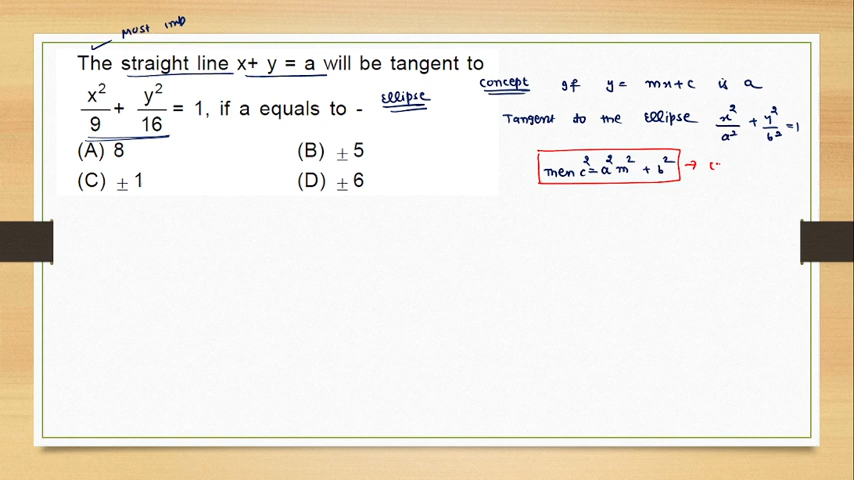 Most imp
The straight line x+ y = a will be tangent to
x²/9 + y²/16 = 1, if a equals to - Ellipse
(A) 8 (B) ± 5
(C) ± 1 (D) ± 6
concept If y = mx+c is a
Tangent to the Ellipse x²/a² + y²/b² = 1
then c² = a²m² + b² →